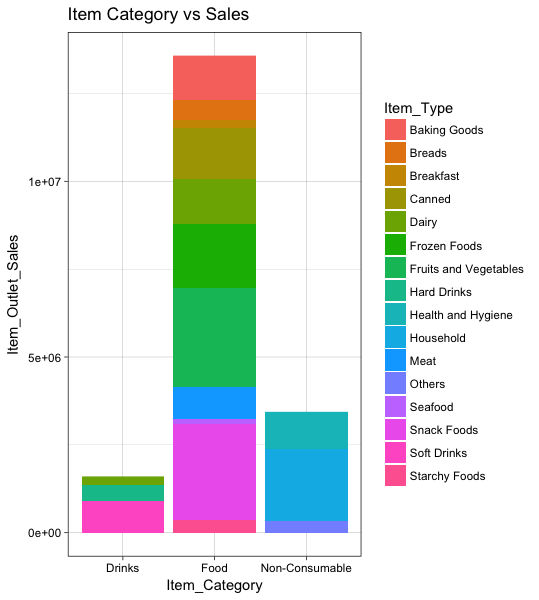 Item Category vs Sales
Item_Outlet_Sales
1e+07
5e+06
0e+00
Drinks
Food
Non-Consumable
Item_Category
Item_Type
Baking Goods
Breads
Breakfast
Canned
Dairy
Frozen Foods
Fruits and Vegetables
Hard Drinks
Health and Hygiene
Household
Meat
Others
Seafood
Snack Foods
Soft Drinks
Starchy Foods